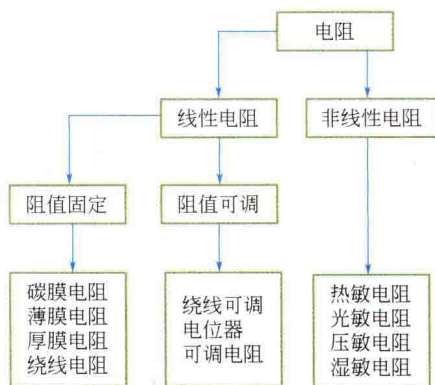 电阻
线性电阻
非线性电阻
阻值固定
阻值可调
碳膜电阻
薄膜电阻
厚膜电阻
绕线电阻
绕线可调
电位器
可调电阻
热敏电阻
光敏电阻
压敏电阻
湿敏电阻